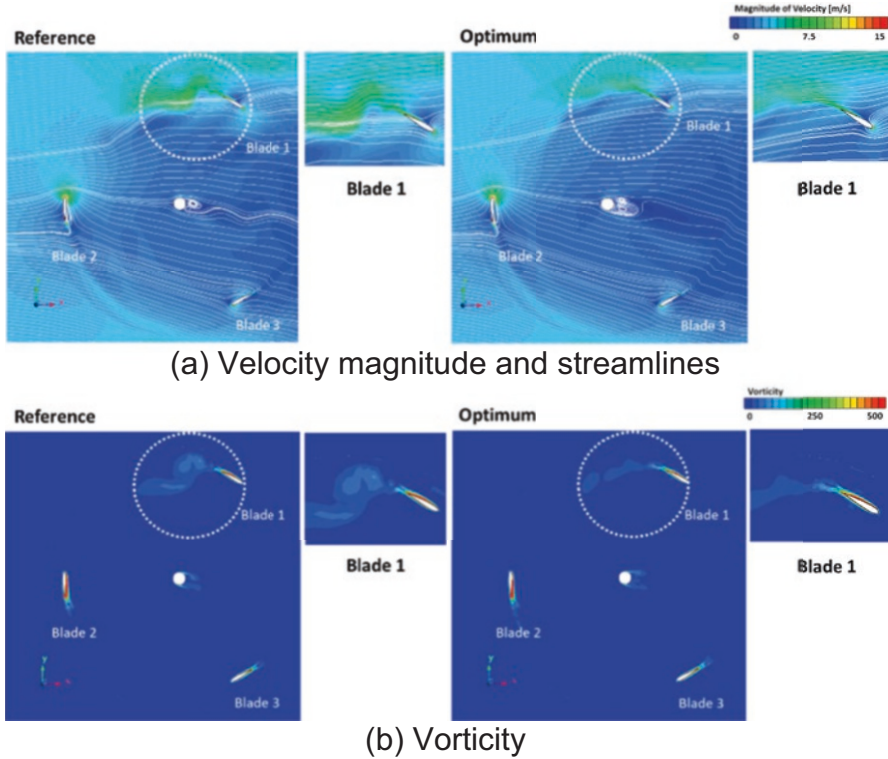 Magnitude of Velocity [m/s]
0 7.5 15
Reference
Optimum
Blade 1
Blade 1
Blade 2
Blade 3
Blade 1
Blade 1
Blade 2
Blade 3
(a) Velocity magnitude and streamlines
Vorticity
0 250 500
Reference
Optimum
Blade 1
Blade 1
Blade 2
Blade 3
Blade 1
Blade 1
Blade 2
Blade 3
(b) Vorticity